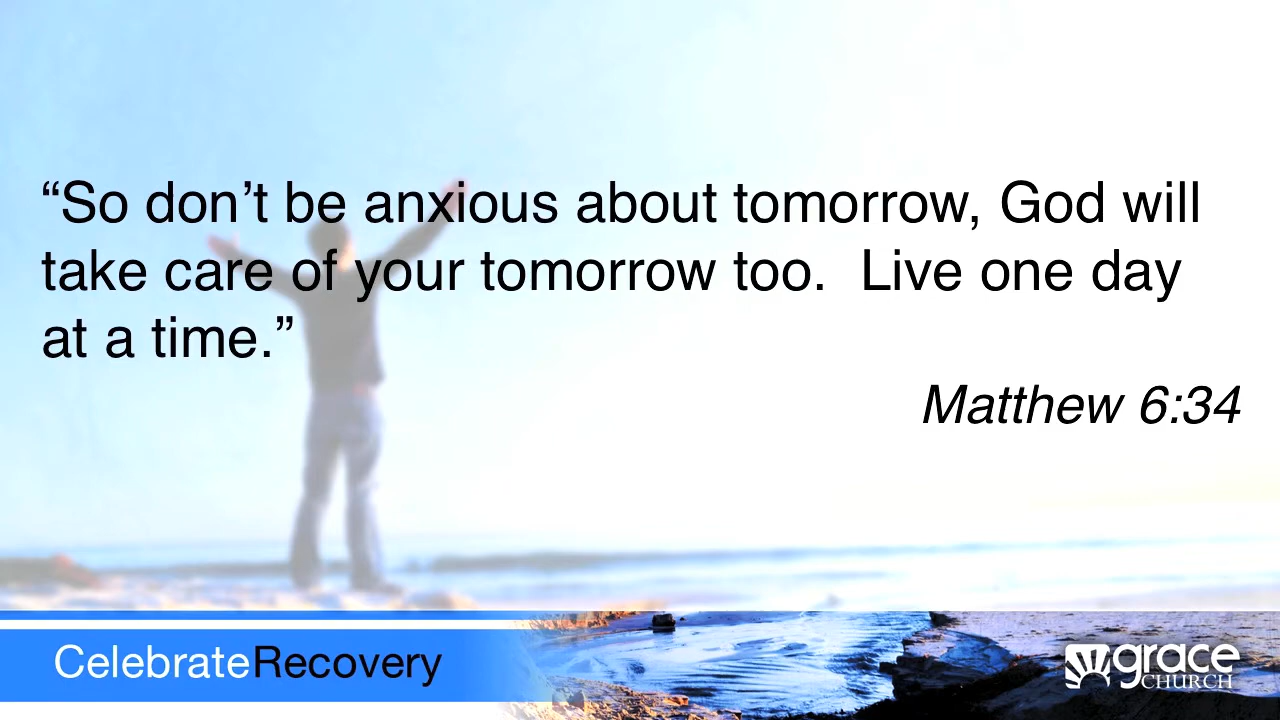 “So don’t be anxious about tomorrow, God will
take care of your tomorrow too.  Live one day
at a time.”
Matthew 6:34
CelebrateRecovery
grace
CHURCH